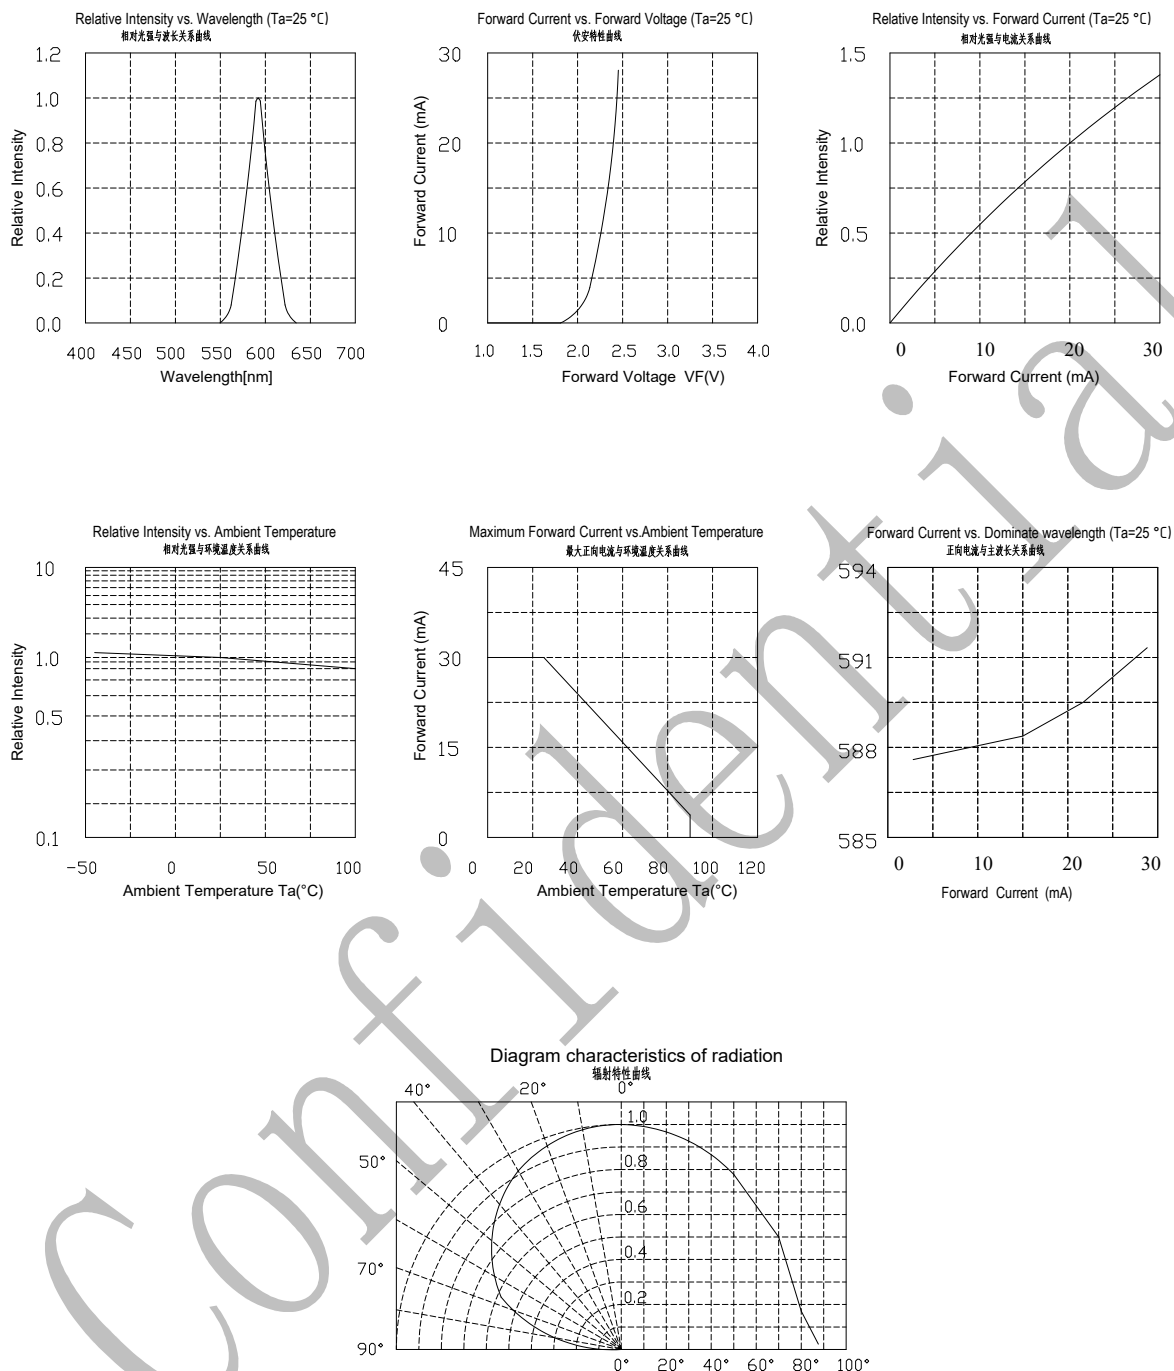 Relative Intensity vs. Wavelength (Ta=25 °C)
相对光强与波长关系曲线
1.2
1.0
0.8
0.6
0.4
0.2
0.0
Relative Intensity
400 450 500 550 600 650 700
Wavelength[nm]
Forward Current vs. Forward Voltage (Ta=25 °C)
伏安特性曲线
30
20
10
0
Forward Current (mA)
1.0 1.5 2.0 2.5 3.0 3.5 4.0
Forward Voltage VF(V)
Relative Intensity vs. Forward Current (Ta=25 °C)
相对光强与电流关系曲线
1.5
1.0
0.5
0.0
Relative Intensity
0 10 20 30
Forward Current (mA)
Relative Intensity vs. Ambient Temperature
相对光强与环境温度关系曲线
10
1.0
0.5
0.1
Relative Intensity
-50 0 50 100
Ambient Temperature Ta(°C)
Maximum Forward Current vs.Ambient Temperature
最大正向电流与环境温度关系曲线
45
30
15
0
Forward Current (mA)
0 20 40 60 80 100 120
Ambient Temperature Ta(°C)
Forward Current vs. Dominate wavelength (Ta=25 °C)
正向电流与主波长关系曲线
594
591
588
585
0 10 20 30
Forward Current (mA)
Diagram characteristics of radiation
辐射特性曲线
40° 20° 0°
50°
70°
90°
1.0
0.8
0.6
0.4
0.2
0° 20° 40° 60° 80° 100°
Confidential